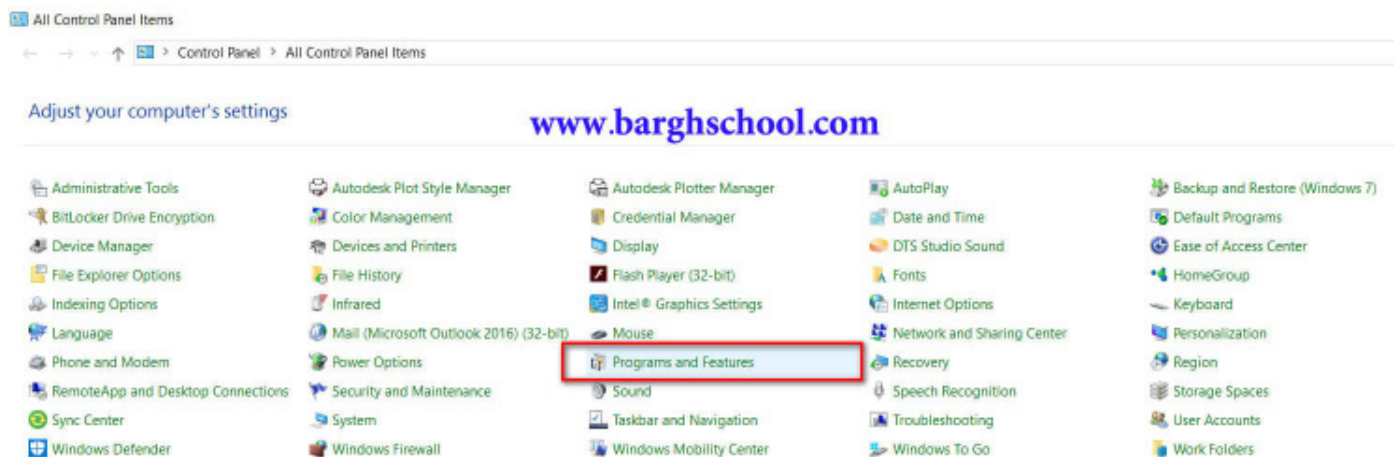 All Control Panel Items
Control Panel > All Control Panel Items
Adjust your computer's settings
www.barghschool.com
Administrative Tools Autodesk Plot Style Manager Autodesk Plotter Manager AutoPlay Backup and Restore (Windows 7)
BitLocker Drive Encryption Color Management Credential Manager Date and Time Default Programs
Device Manager Devices and Printers Display DTS Studio Sound Ease of Access Center
File Explorer Options File History Flash Player (32-bit) Fonts HomeGroup
Indexing Options Infrared Intel® Graphics Settings Internet Options Keyboard
Language Mail (Microsoft Outlook 2016) (32-bit) Mouse Network and Sharing Center Personalization
Phone and Modem Power Options Programs and Features Recovery Region
RemoteApp and Desktop Connections Security and Maintenance Sound Speech Recognition Storage Spaces
Sync Center System Taskbar and Navigation Troubleshooting User Accounts
Windows Defender Windows Firewall Windows Mobility Center Windows To Go Work Folders